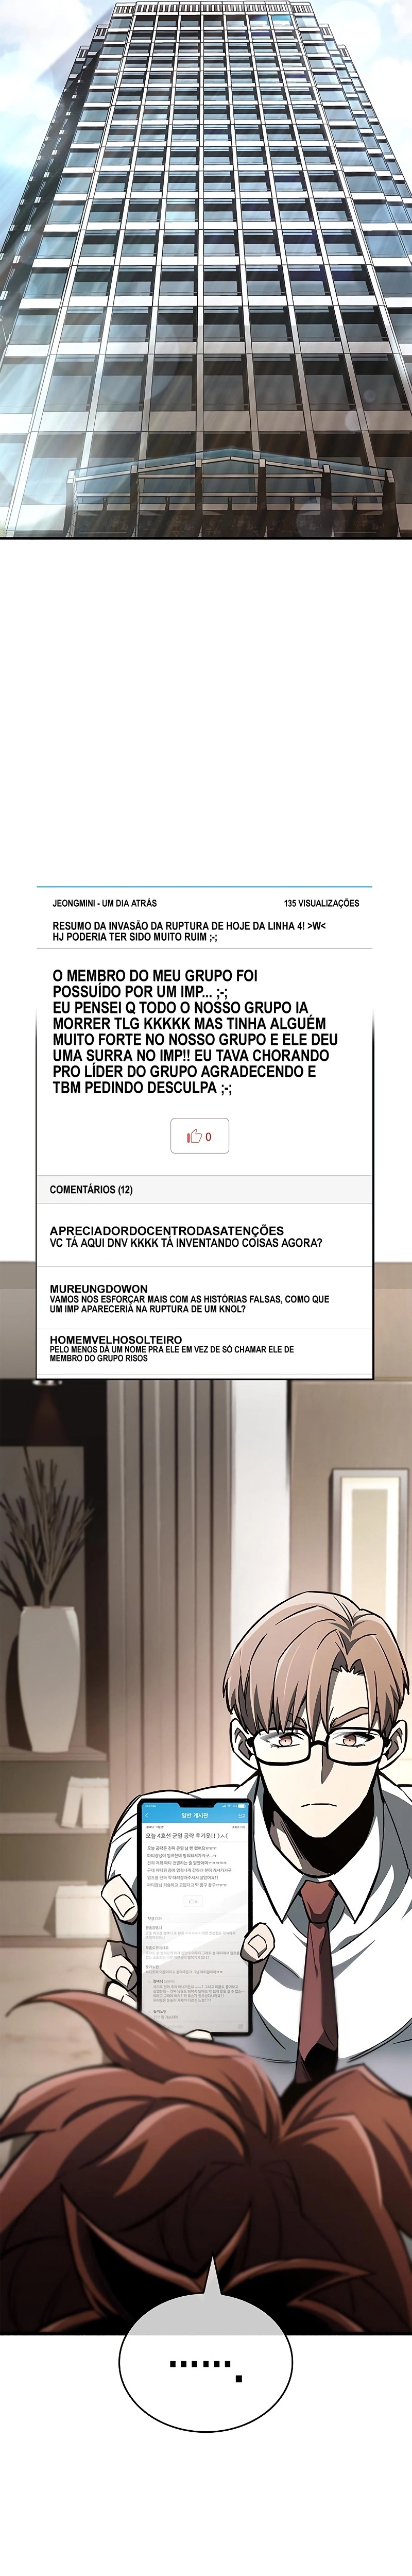 JEONGMINI - UM DIA ATRÁS 135 VISUALIZAÇÕES
RESUMO DA INVASÃO DA RUPTURA DE HOJE DA LINHA 4! >W<
HJ PODERIA TER SIDO MUITO RUIM ;-;
O MEMBRO DO MEU GRUPO FOI
POSSUÍDO POR UM IMP... ;-;
EU PENSEI Q TODO O NOSSO GRUPO IA
MORRER TLG KKKKK MAS TINHA ALGUÉM
MUITO FORTE NO NOSSO GRUPO E ELE DEU
UMA SURRA NO IMP!! EU TAVA CHORANDO
PRO LÍDER DO GRUPO AGRADECENDO E
TBM PEDINDO DESCULPA ;-;
0
COMENTÁRIOS (12)
APRECIADORDOCENTRODASATENÇÕES
VC TÁ AQUI DNV KKKK TÁ INVENTANDO COISAS AGORA?
MUREUNGDOWON
VAMOS NOS ESFORÇAR MAIS COM AS HISTÓRIAS FALSAS, COMO QUE
UM IMP APARECERIA NA RUPTURA DE UM KNOL?
HOMEMVELHOSOLTEIRO
PELO MENOS DÁ UM NOME PRA ELE EM VEZ DE SÓ CHAMAR ELE DE
MEMBRO DO GRUPO RISOS
일반 게시판
오늘 4호선 균열 공략 후기요!! >ㅅ<
.......